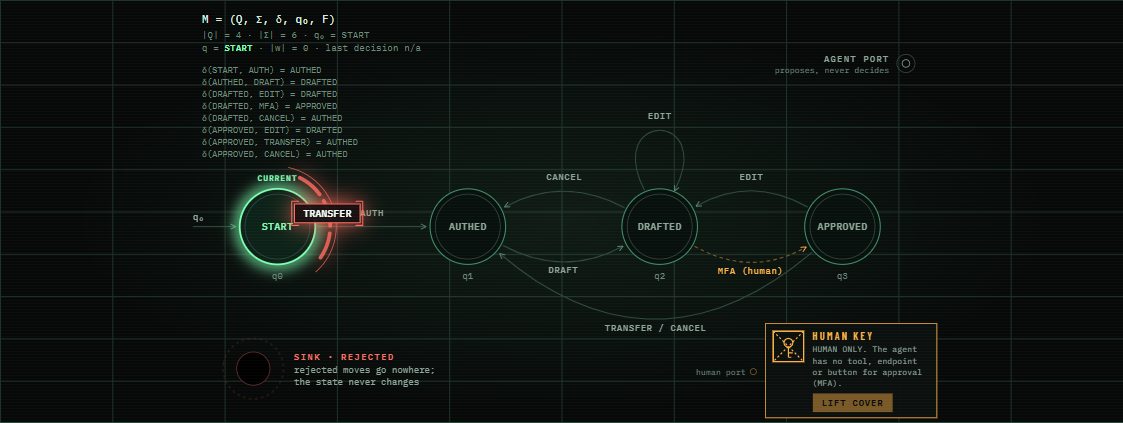 M = (Q, Σ, δ, q₀, F)
|Q| = 4 · |Σ| = 6 · q₀ = START
q = START · |w| = 0 · last decision n/a
δ(START, AUTH) = AUTHED
δ(AUTHED, DRAFT) = DRAFTED
δ(DRAFTED, EDIT) = DRAFTED
δ(DRAFTED, MFA) = APPROVED
δ(DRAFTED, CANCEL) = AUTHED
δ(APPROVED, EDIT) = DRAFTED
δ(APPROVED, TRANSFER) = AUTHED
δ(APPROVED, CANCEL) = AUTHED
AGENT PORT
proposes, never decides
EDIT
CURRENT
CANCEL
EDIT
q₀
TRANSFER
AUTH
START
AUTHED
DRAFTED
APPROVED
DRAFT
MFA (human)
q0
q1
q2
q3
TRANSFER / CANCEL
SINK · REJECTED
rejected moves go nowhere;
the state never changes
human port
HUMAN KEY
HUMAN ONLY. The agent
has no tool, endpoint
or button for approval
(MFA).
LIFT COVER